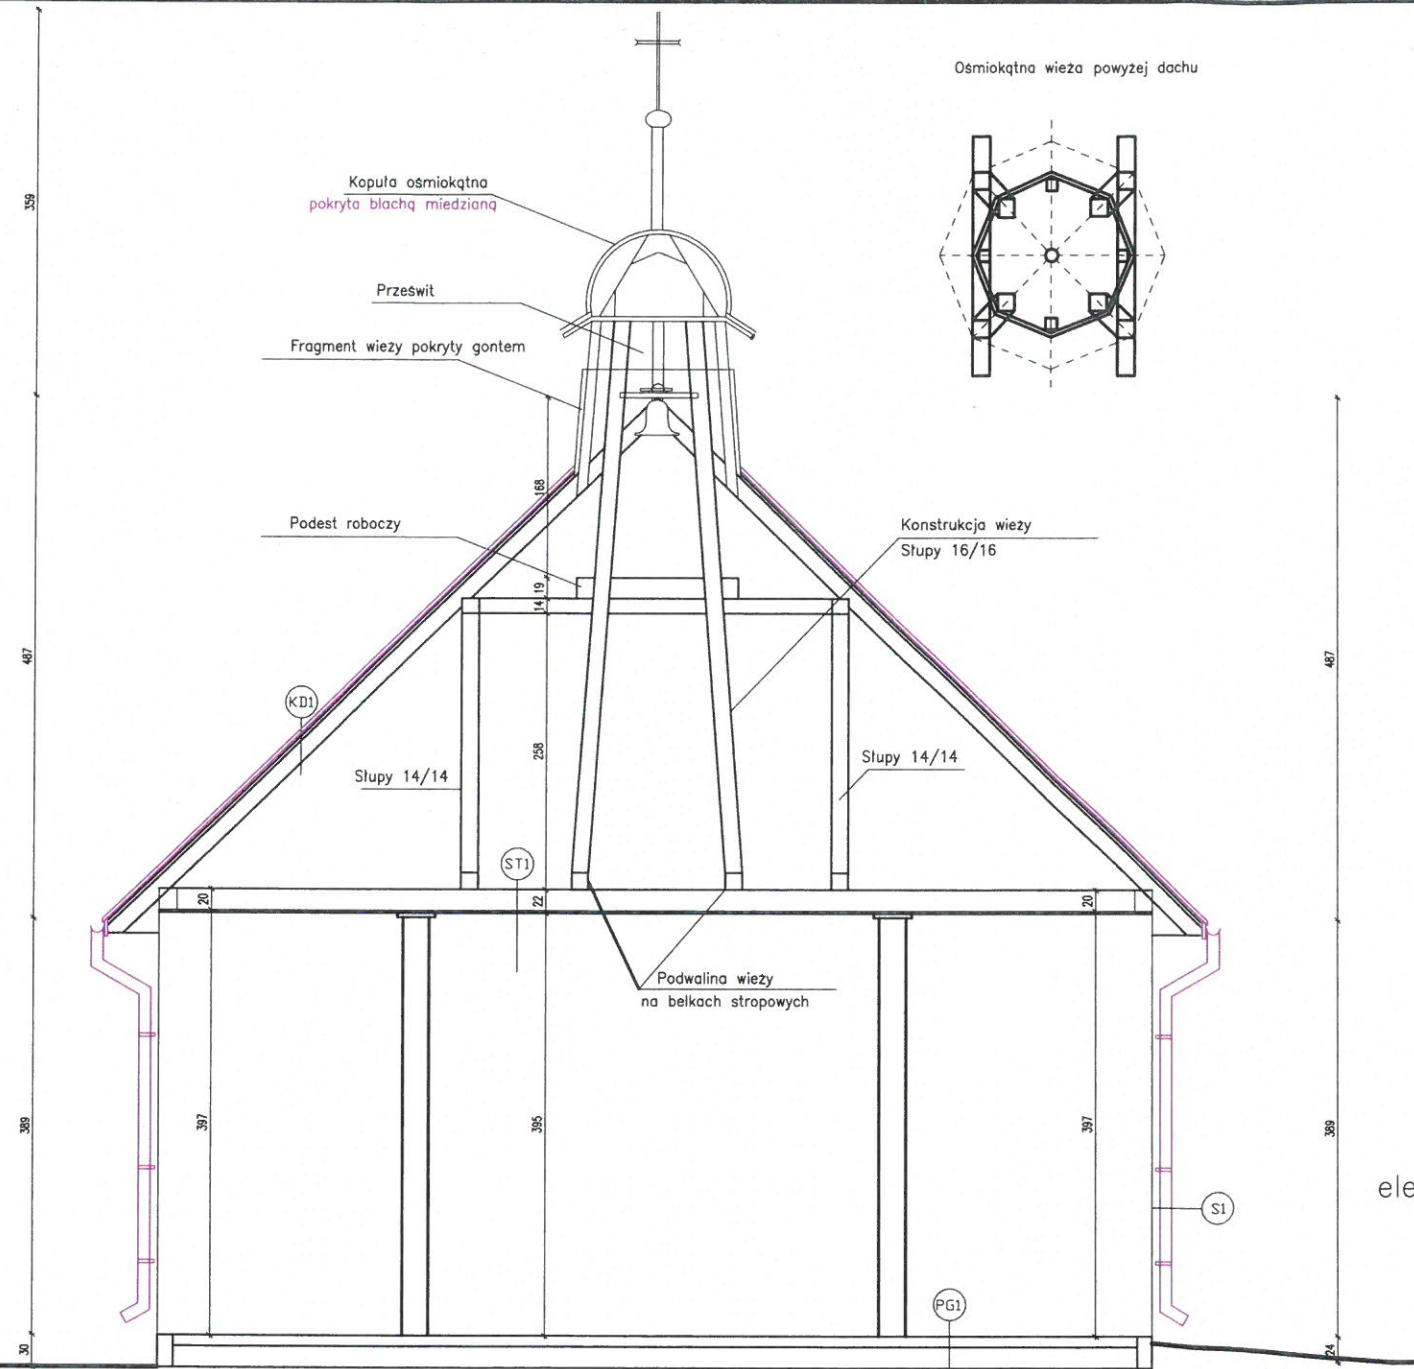 Ośmiokątna wieża powyżej dachu
Kopuła ośmiokątna
pokryta blachą miedzianą
359
Prześwit
Fragment wieży pokryty gontem
168
Podest roboczy
Konstrukcja wieży
Słupy 16/16
19
14
487
487
KD1
258
Słupy 14/14
Słupy 14/14
ST1
20
22
20
Podwalina wieży
na belkach stropowych
389
397
395
397
389
ele
S1
PG1
30
24